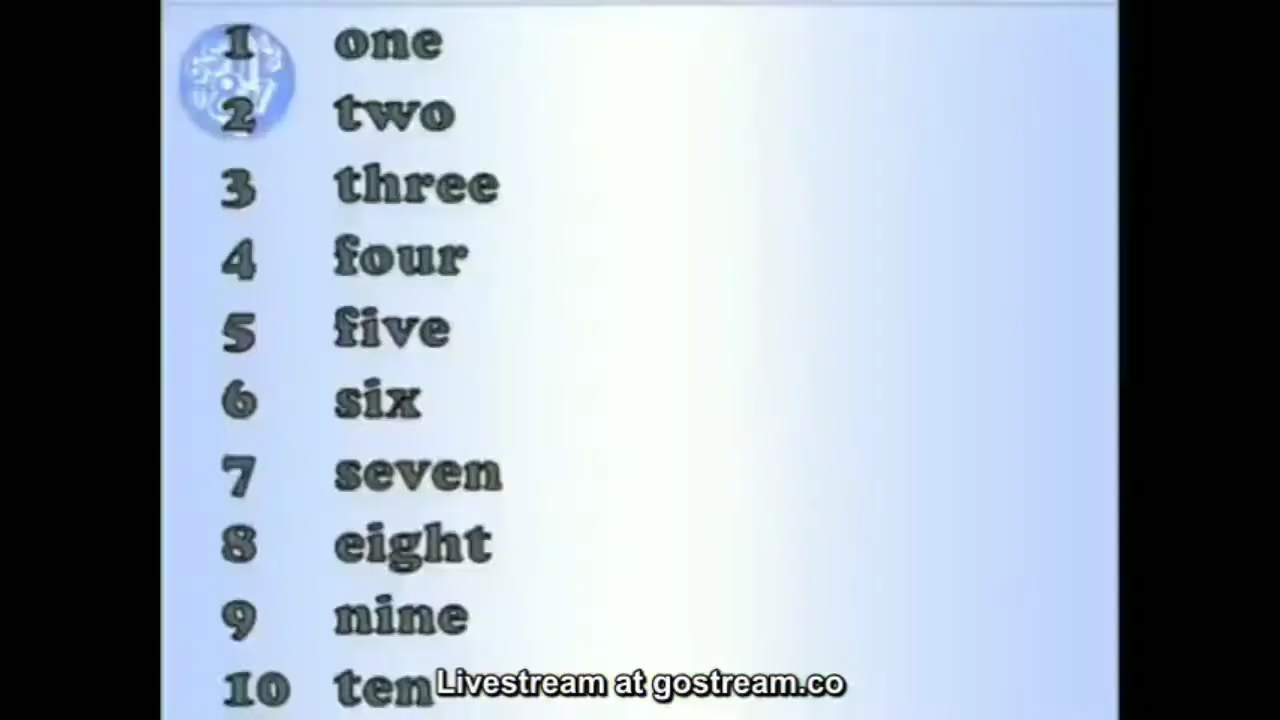 1 one
2 two
3 three
4 four
5 five
6 six
7 seven
8 eight
9 nine
10 ten
Livestream at gostream.co